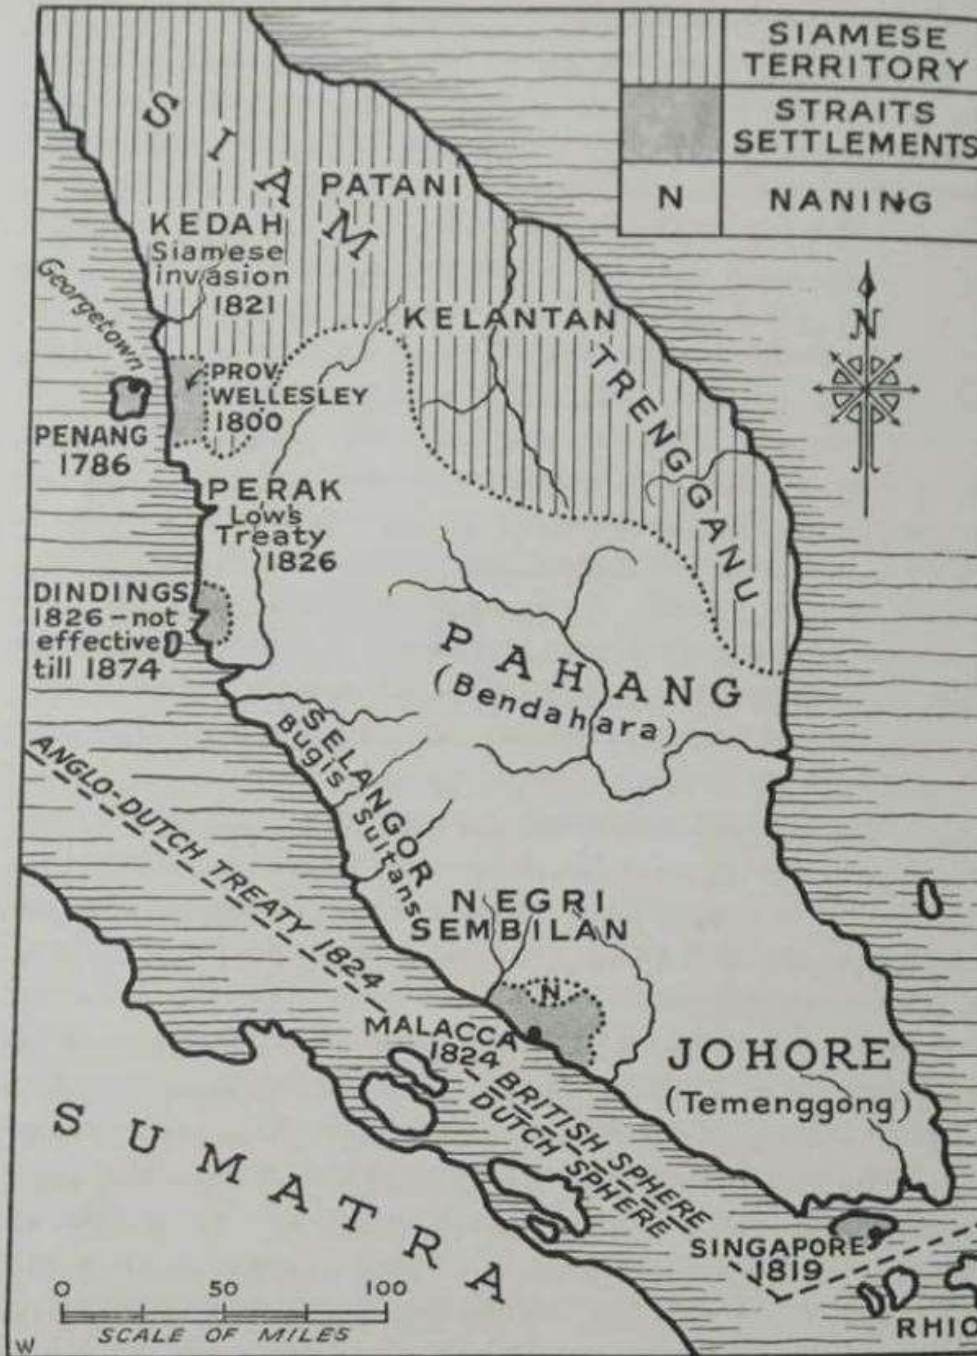 SIAMESE
TERRITORY
STRAITS
SETTLEMENTS
N
NANING
SIAM
PATANI
KEDAH
Siamese
invasion
1821
Georgetown
KELANTAN
TRENGGANU
N
PROV.
WELLESLEY
1800
PENANG
1786
PERAK
Low's
Treaty
1826
DINDINGS
1826 – not
effective
till 1874
PAHANG
(Bendahara)
SELANGOR
Bugis Sultans
ANGLO-DUTCH TREATY 1824
NEGRI
SEMBILAN
N
MALACCA
1824
BRITISH SPHERE
DUTCH SPHERE
JOHORE
(Temenggong)
SUMATRA
SINGAPORE
1819
RHIO
0 50 100
SCALE OF MILES
W